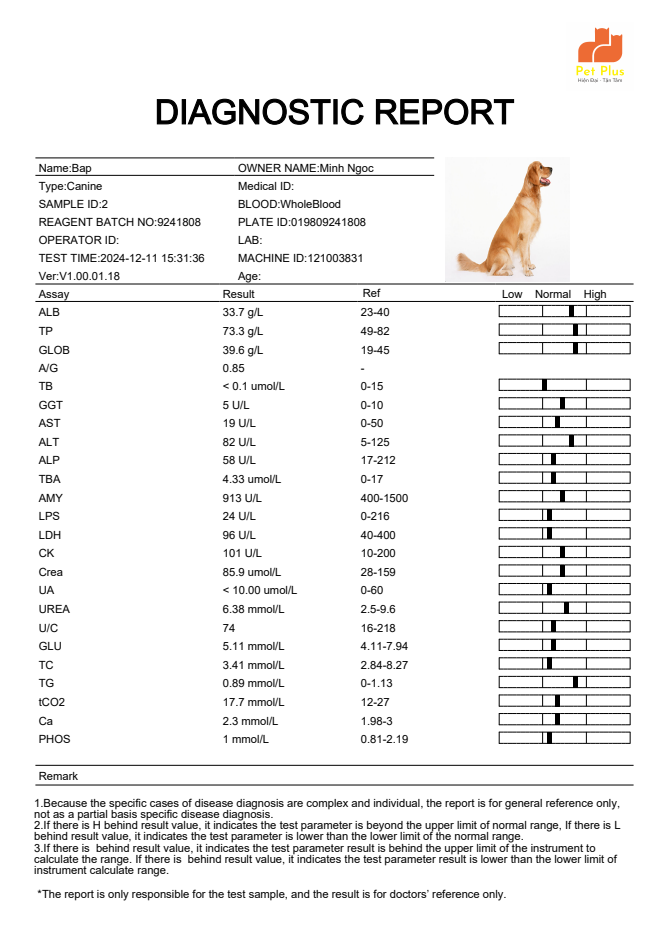 Pet Plus
Hiện Đại - Tận Tâm
DIAGNOSTIC REPORT
Name:Bap OWNER NAME:Minh Ngoc
Type:Canine Medical ID:
SAMPLE ID:2 BLOOD:WholeBlood
REAGENT BATCH NO:9241808 PLATE ID:019809241808
OPERATOR ID: LAB:
TEST TIME:2024-12-11 15:31:36 MACHINE ID:121003831
Ver:V1.00.01.18 Age:
Assay Result Ref Low Normal High
ALB 33.7 g/L 23-40
TP 73.3 g/L 49-82
GLOB 39.6 g/L 19-45
A/G 0.85 -
TB < 0.1 umol/L 0-15
GGT 5 U/L 0-10
AST 19 U/L 0-50
ALT 82 U/L 5-125
ALP 58 U/L 17-212
TBA 4.33 umol/L 0-17
AMY 913 U/L 400-1500
LPS 24 U/L 0-216
LDH 96 U/L 40-400
CK 101 U/L 10-200
Crea 85.9 umol/L 28-159
UA < 10.00 umol/L 0-60
UREA 6.38 mmol/L 2.5-9.6
U/C 74 16-218
GLU 5.11 mmol/L 4.11-7.94
TC 3.41 mmol/L 2.84-8.27
TG 0.89 mmol/L 0-1.13
tCO2 17.7 mmol/L 12-27
Ca 2.3 mmol/L 1.98-3
PHOS 1 mmol/L 0.81-2.19
Remark
1.Because the specific cases of disease diagnosis are complex and individual, the report is for general reference only,
not as a partial basis specific disease diagnosis.
2.If there is H behind result value, it indicates the test parameter is beyond the upper limit of normal range, If there is L
behind result value, it indicates the test parameter is lower than the lower limit of the normal range.
3.If there is behind result value, it indicates the test parameter result is behind the upper limit of the instrument to
calculate the range. If there is behind result value, it indicates the test parameter result is lower than the lower limit of
instrument calculate range.
*The report is only responsible for the test sample, and the result is for doctors' reference only.